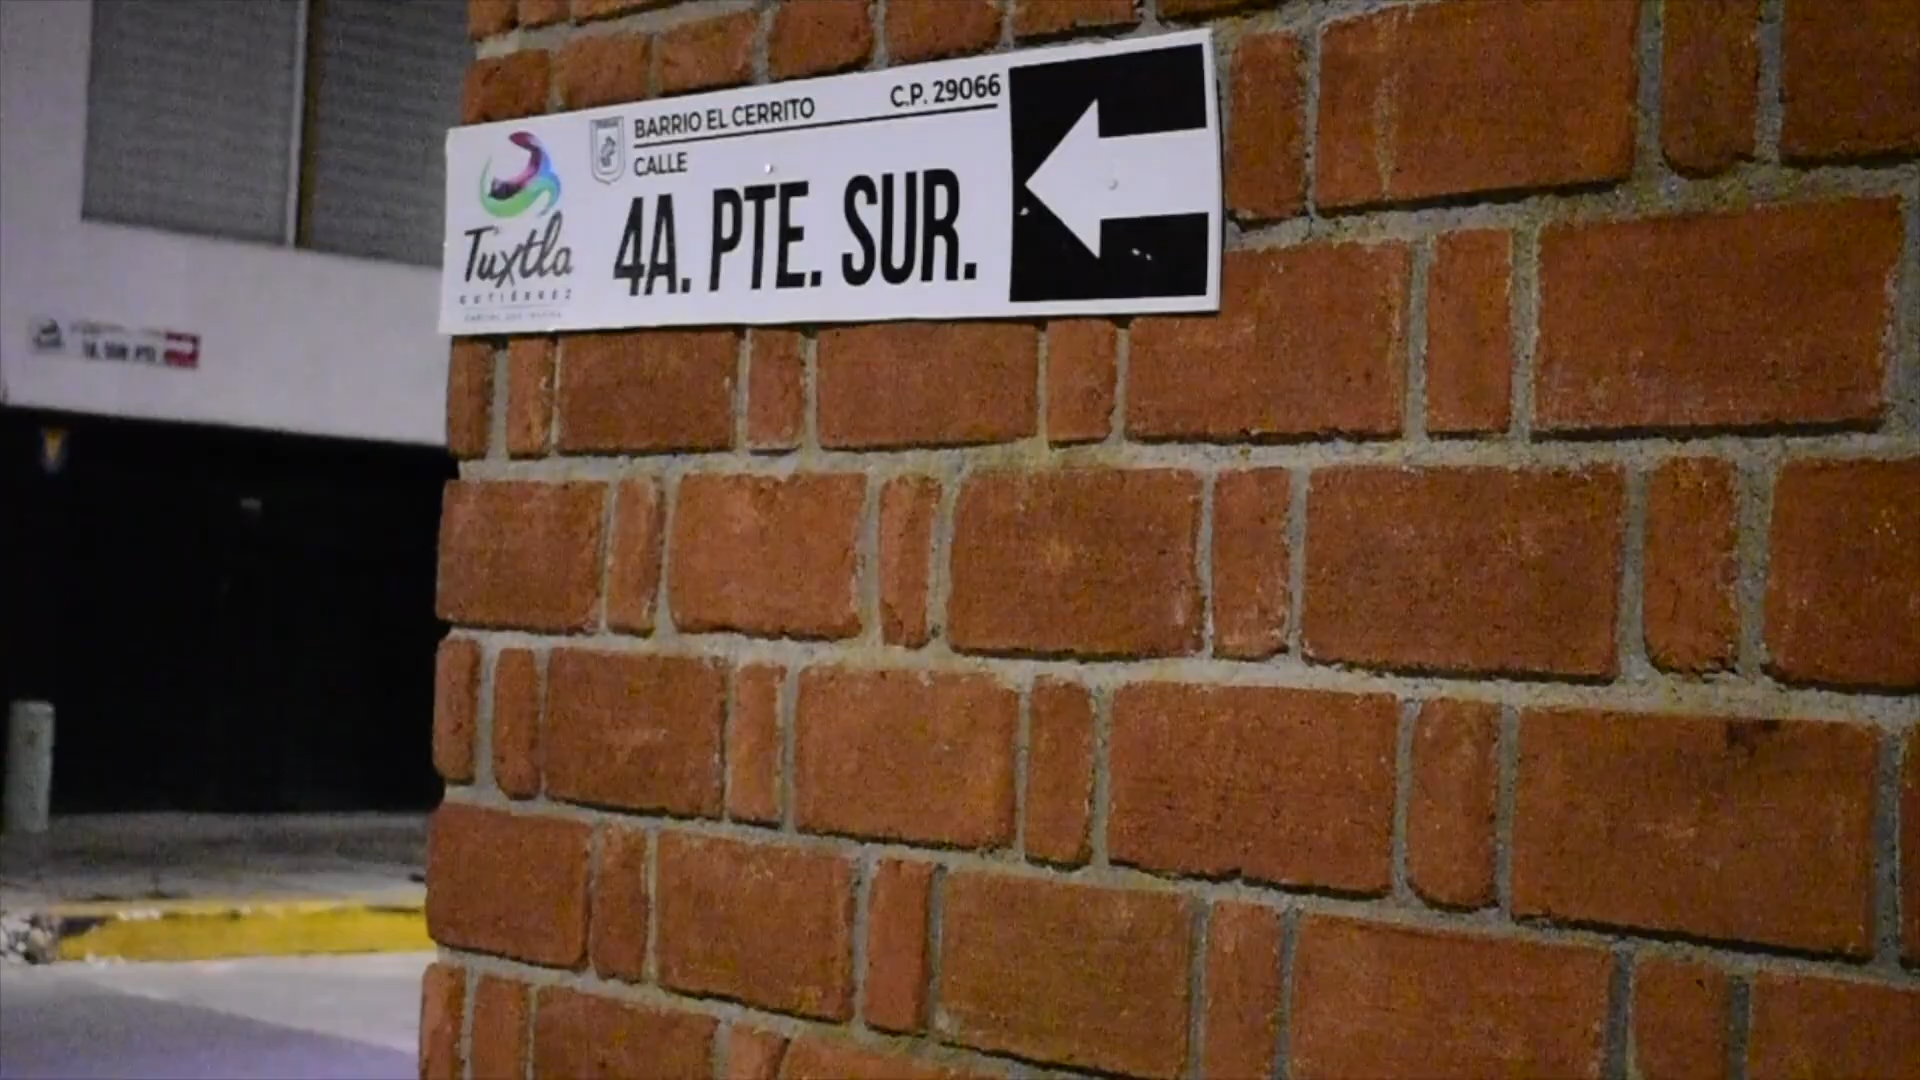 BARRIO EL CERRITO C.P. 29066
CALLE
4A. PTE. SUR.
Tuxtla
GUTIÉRREZ